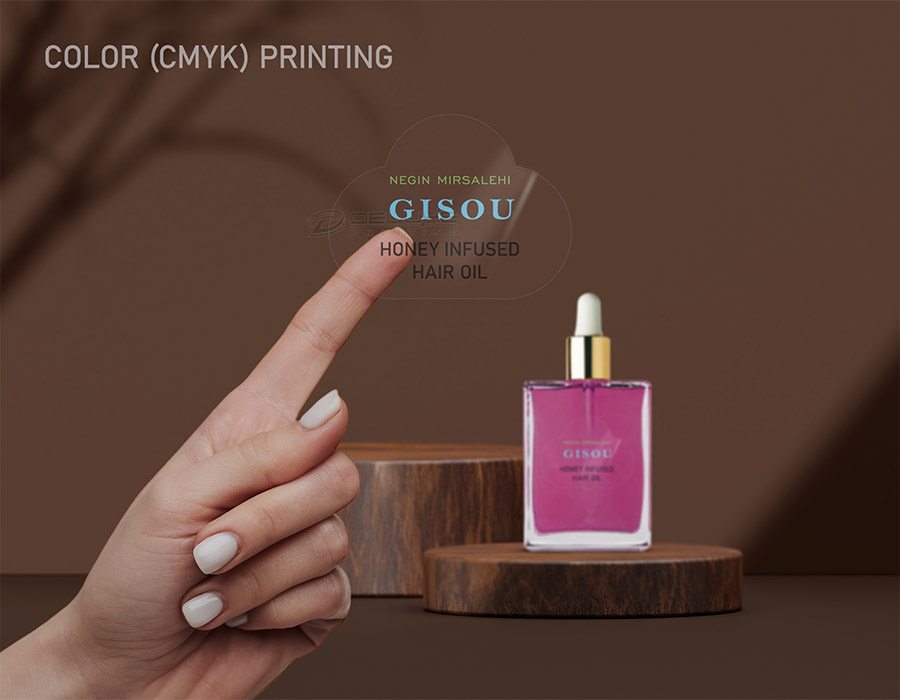 COLOR (CMYK) PRINTING
NEGIN MIRSALEHI
GISOU
HONEY INFUSED
HAIR OIL
NEGIN MIRSALEHI
GISOU
HONEY INFUSED
HAIR OIL